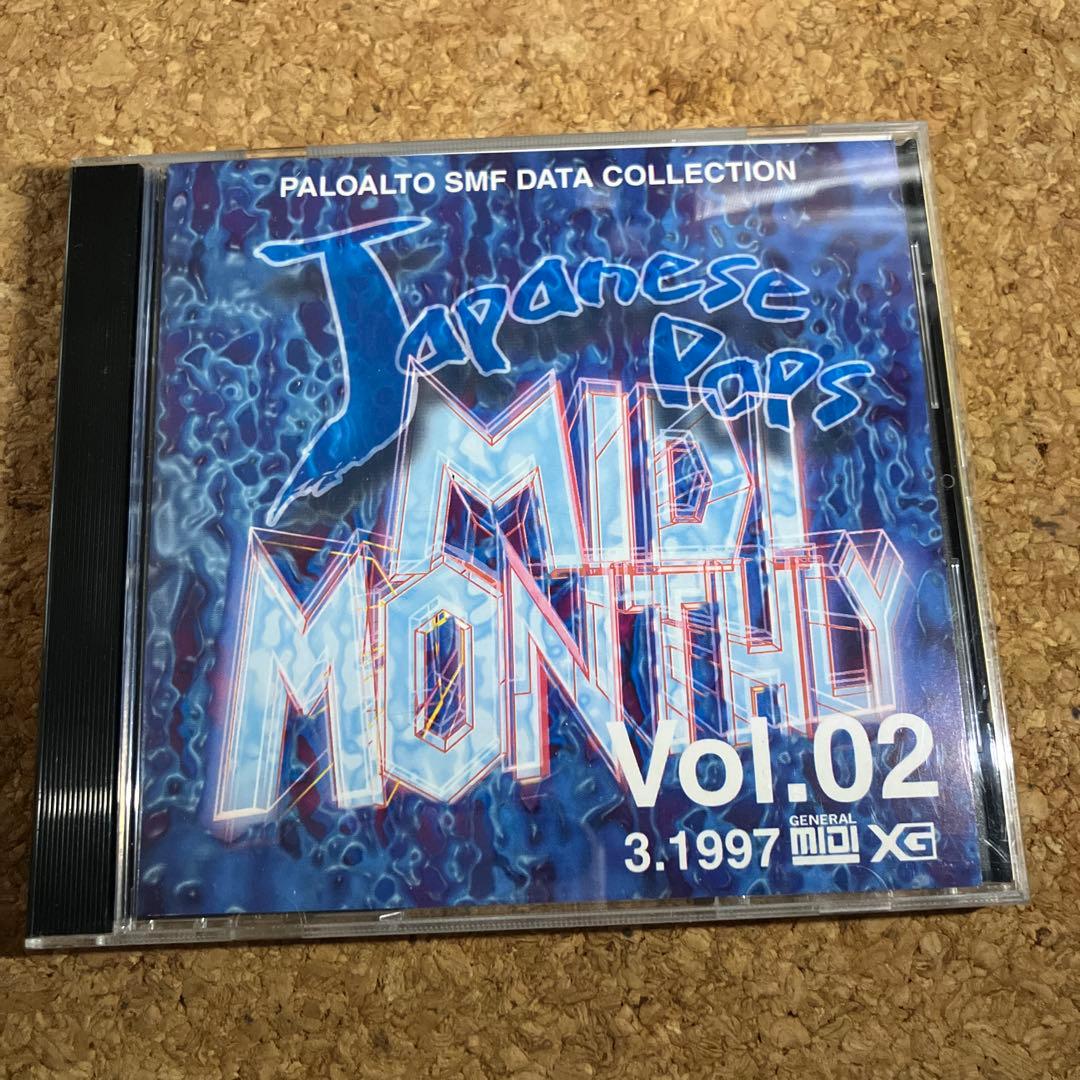 PALOALTO SMF DATA COLLECTION
Japanese
Pops
MIDI
MONTHLY
Vol.02
3.1997 GENERAL MIDI XG